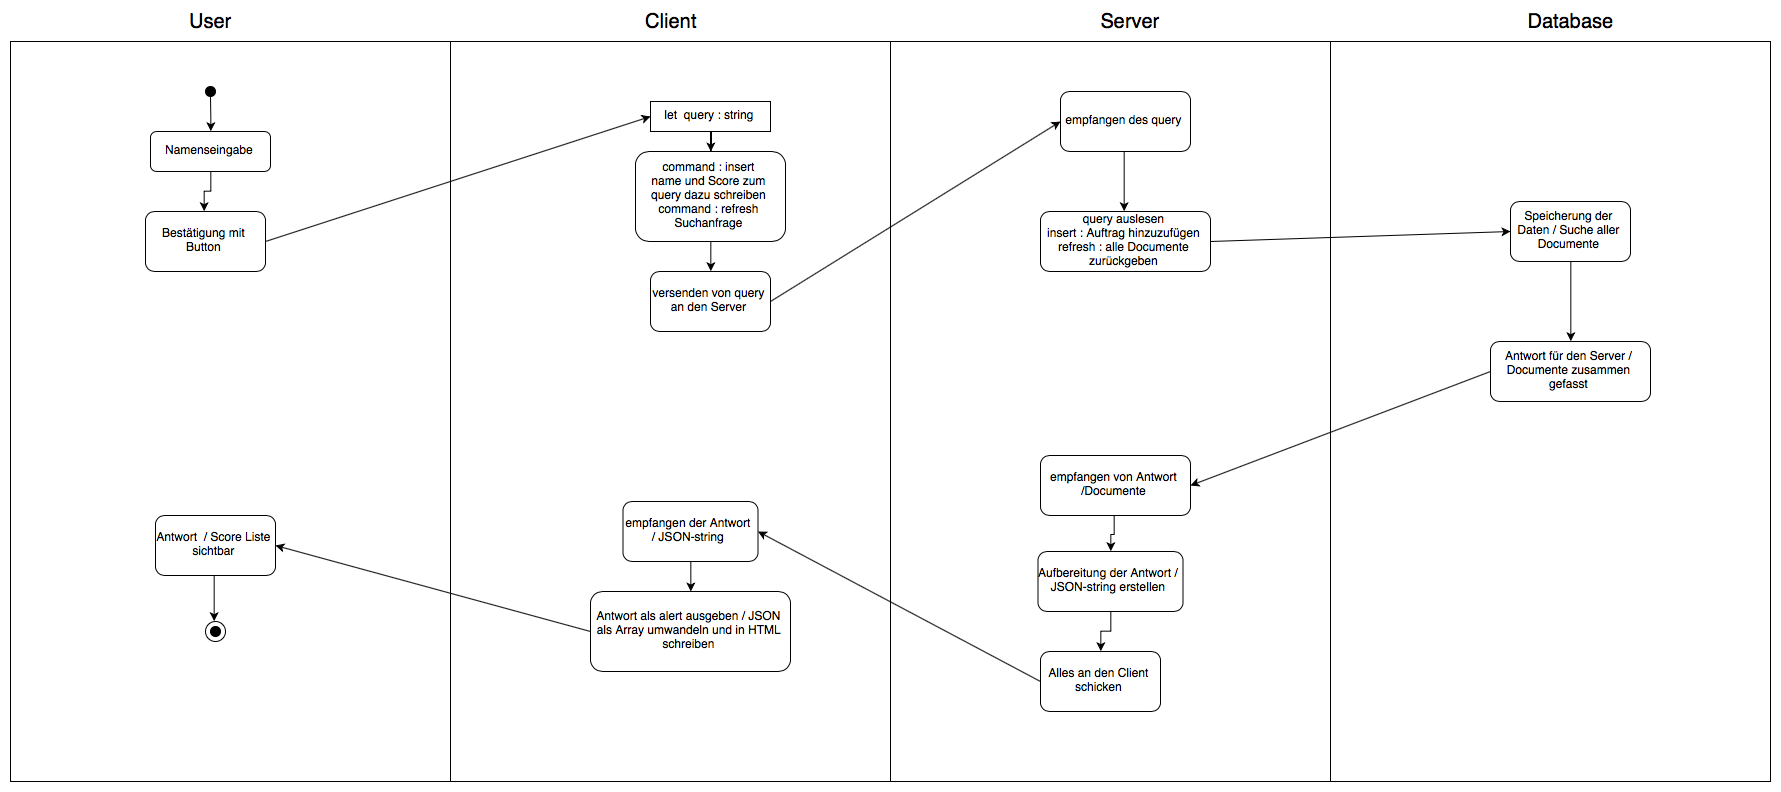 User
Client
Server
Database
Namenseingabe
Bestätigung mit
Button
let query : string
command : insert
name und Score zum
query dazu schreiben
command : refresh
Suchanfrage
versenden von query
an den Server
empfangen des query
query auslesen
insert : Auftrag hinzuzufügen
refresh : alle Documente
zurückgeben
Speicherung der
Daten / Suche aller
Documente
Antwort für den Server /
Documente zusammen
gefasst
empfangen von Antwort
/Documente
Aufbereitung der Antwort /
JSON-string erstellen
Alles an den Client
schicken
empfangen der Antwort
/ JSON-string
Antwort als alert ausgeben / JSON
als Array umwandeln und in HTML
schreiben
Antwort / Score Liste
sichtbar